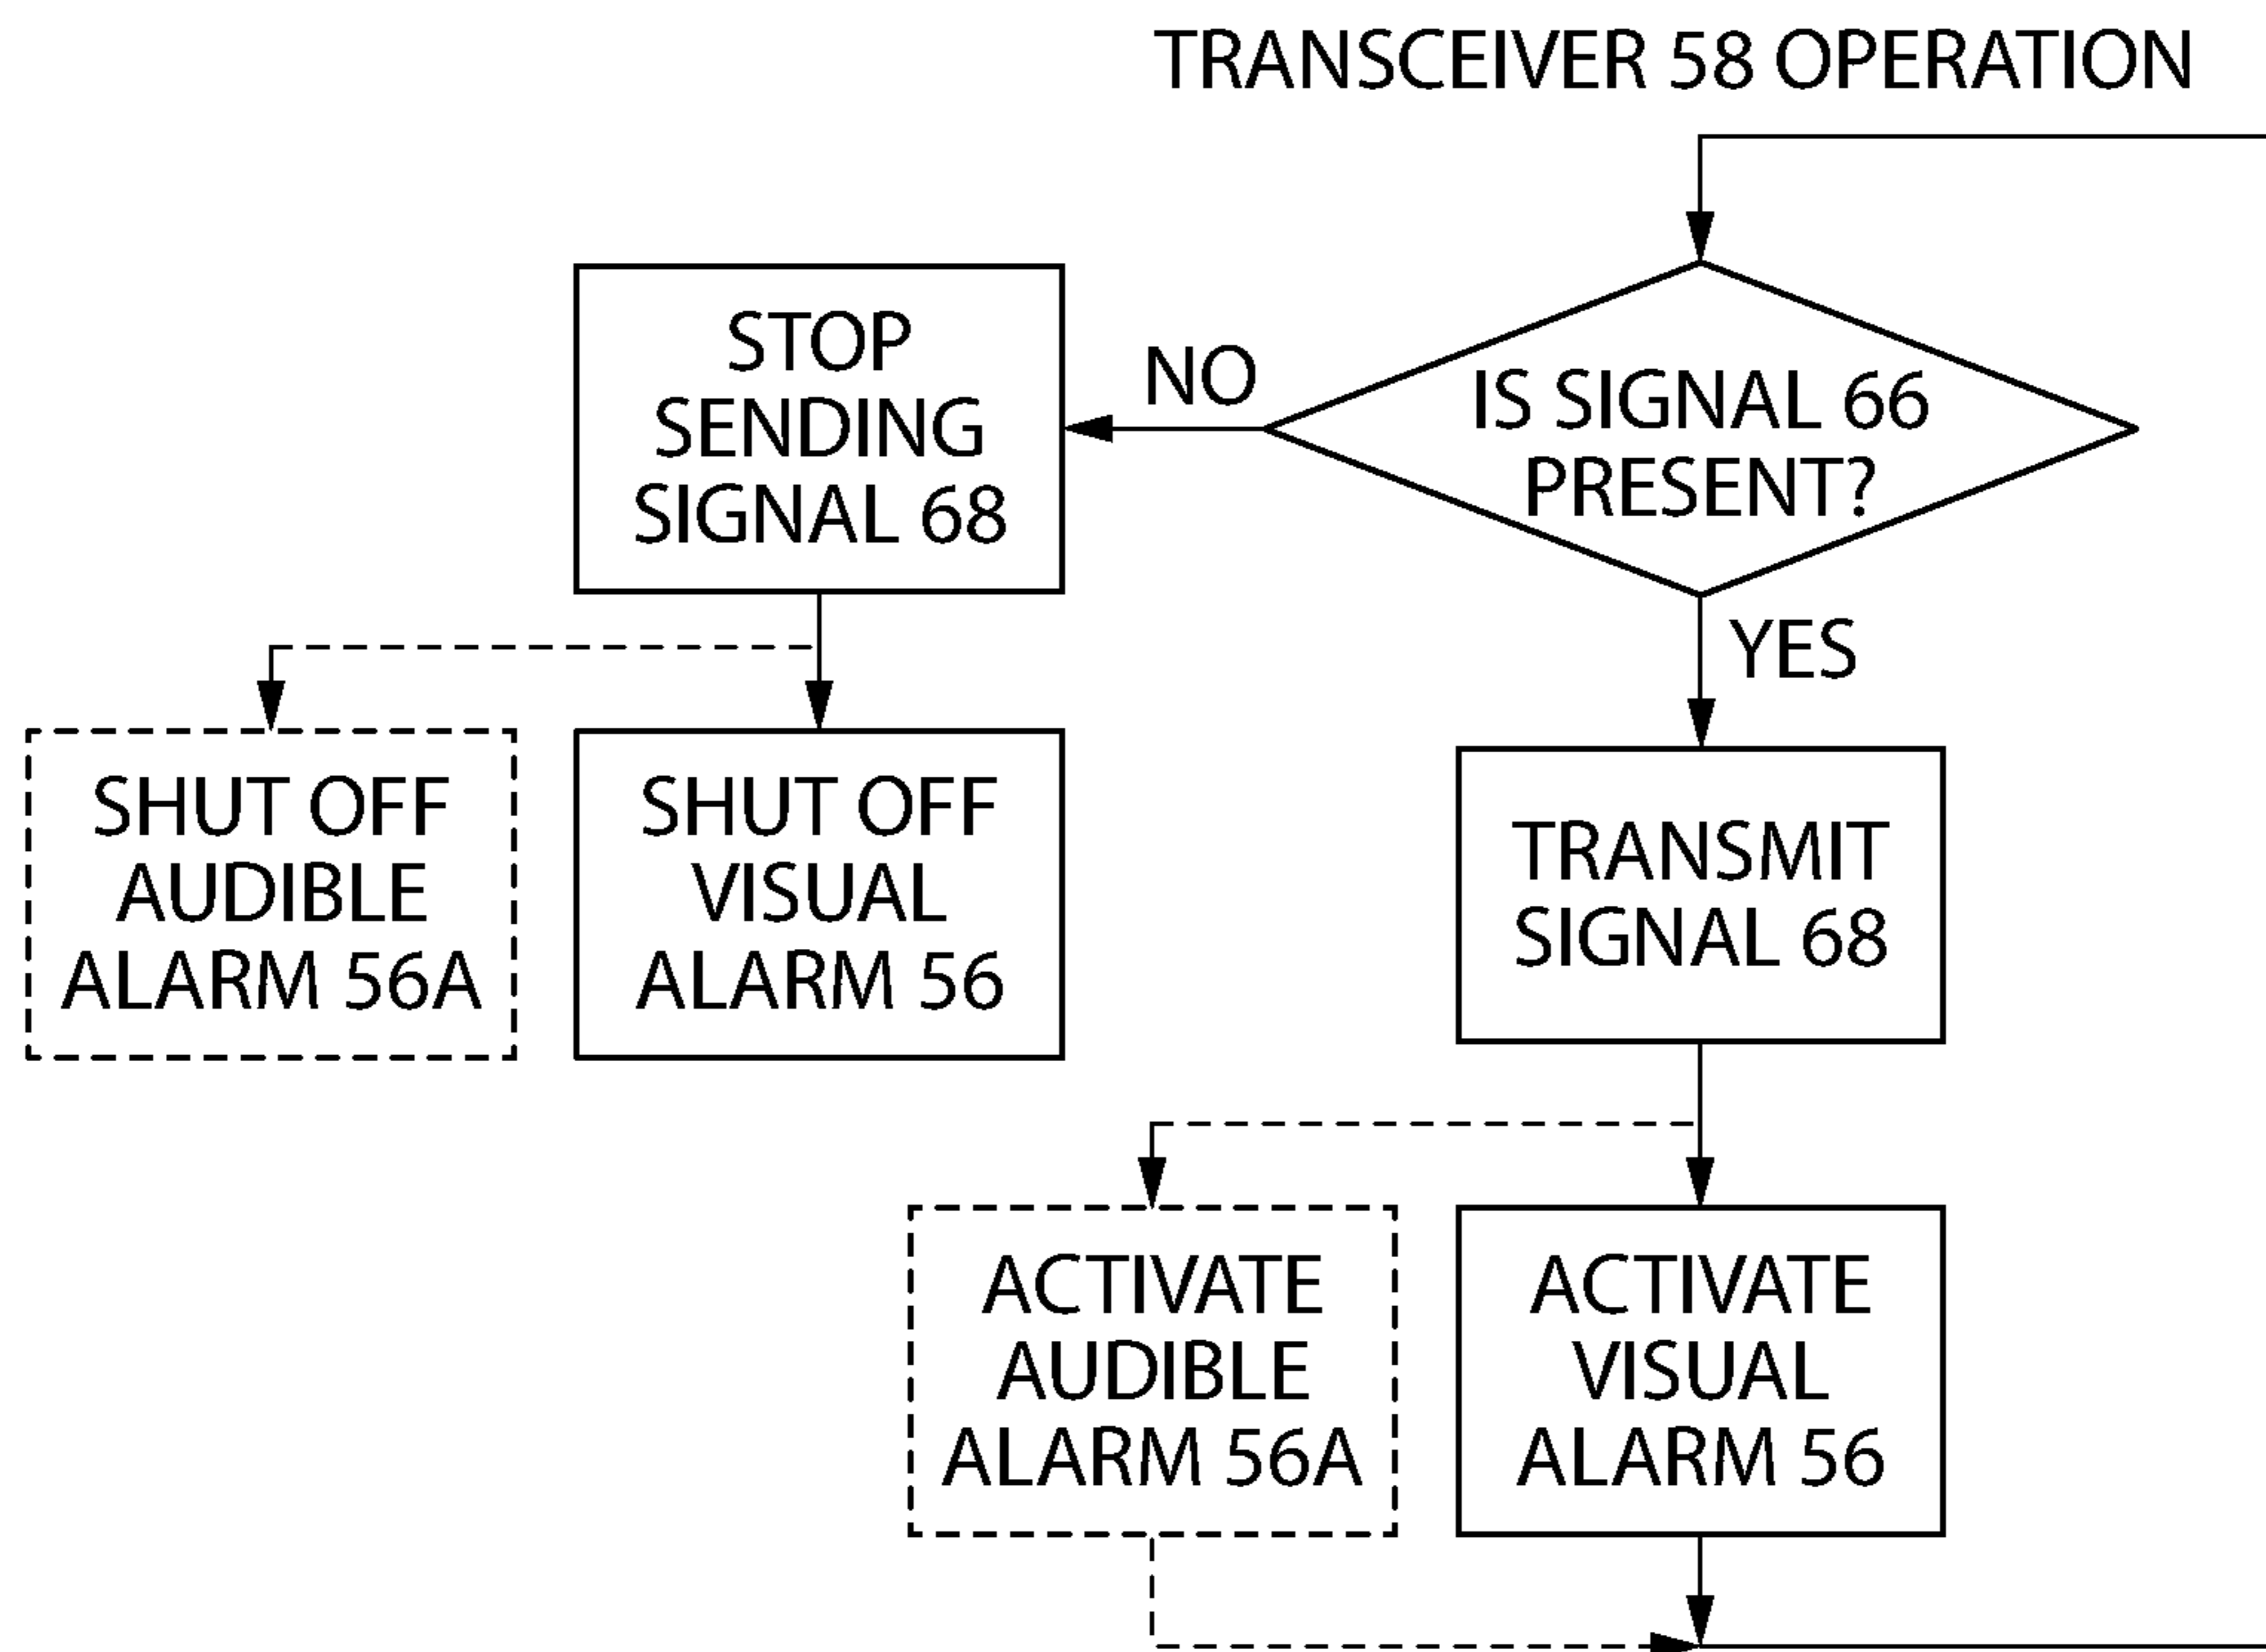 TRANSCEIVER 58 OPERATION
IS SIGNAL 66
PRESENT?
NO
STOP
SENDING
SIGNAL 68
SHUT OFF
AUDIBLE
ALARM 56A
SHUT OFF
VISUAL
ALARM 56
YES
TRANSMIT
SIGNAL 68
ACTIVATE
AUDIBLE
ALARM 56A
ACTIVATE
VISUAL
ALARM 56